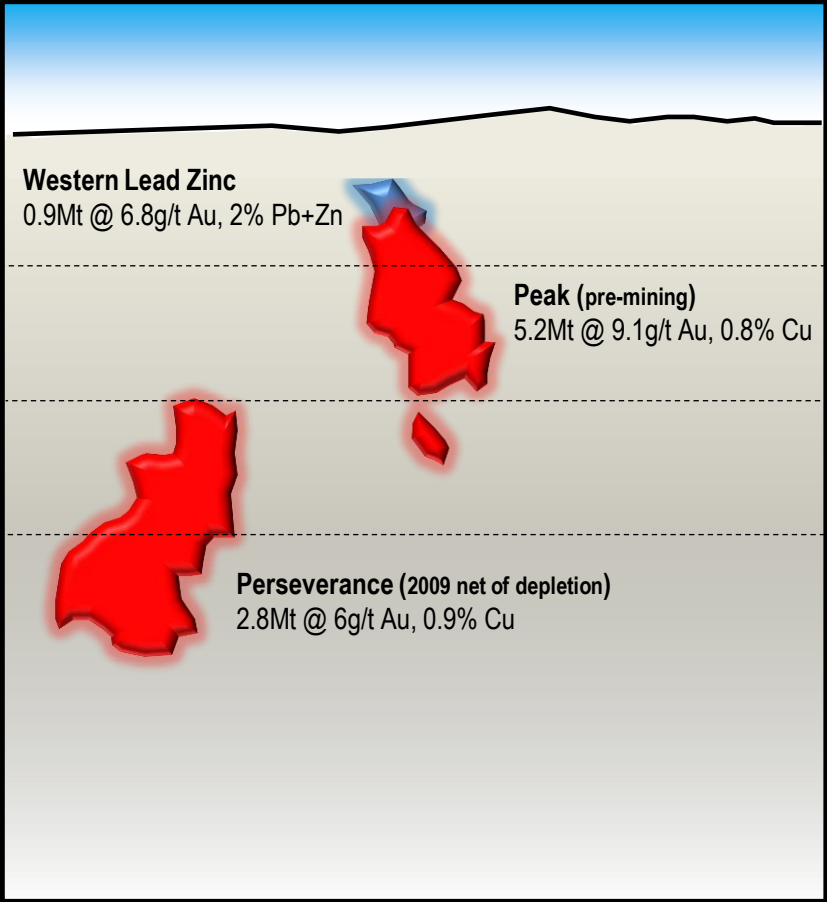 Western Lead Zinc
0.9Mt @ 6.8g/t Au, 2% Pb+Zn
Peak (pre-mining)
5.2Mt @ 9.1g/t Au, 0.8% Cu
Perseverance (2009 net of depletion)
2.8Mt @ 6g/t Au, 0.9% Cu